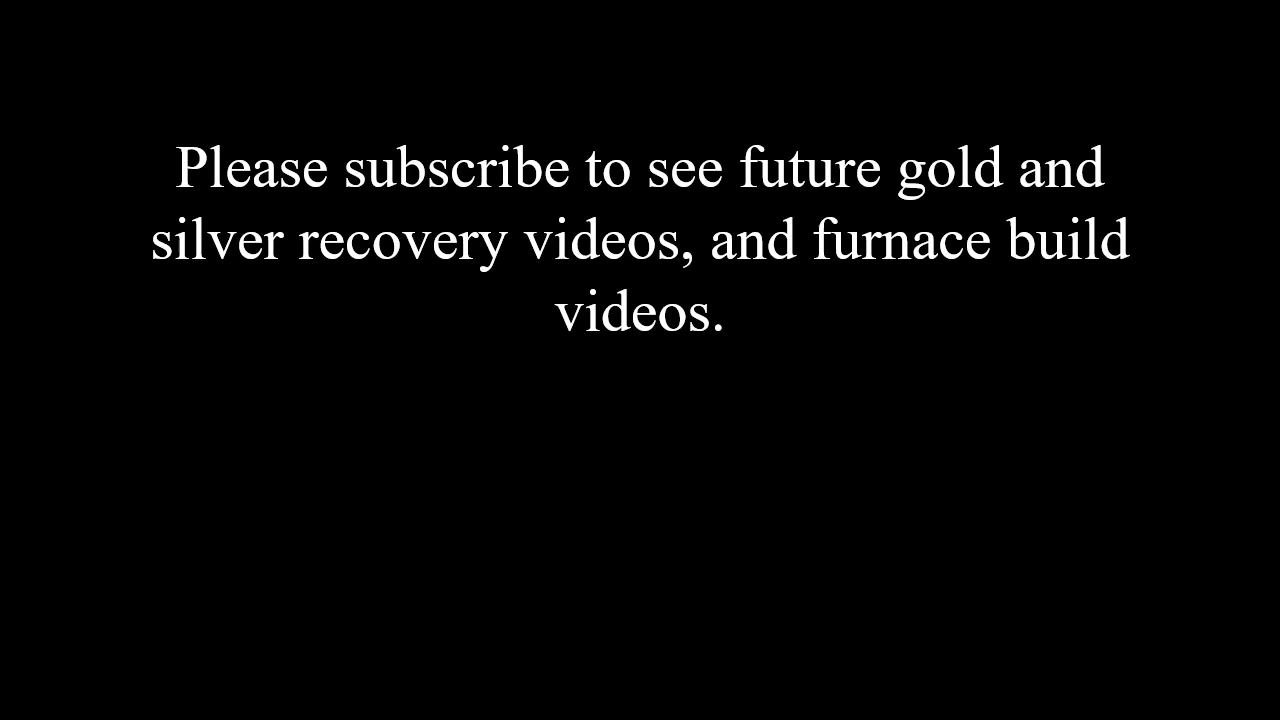 Please subscribe to see future gold and
silver recovery videos, and furnace build
videos.